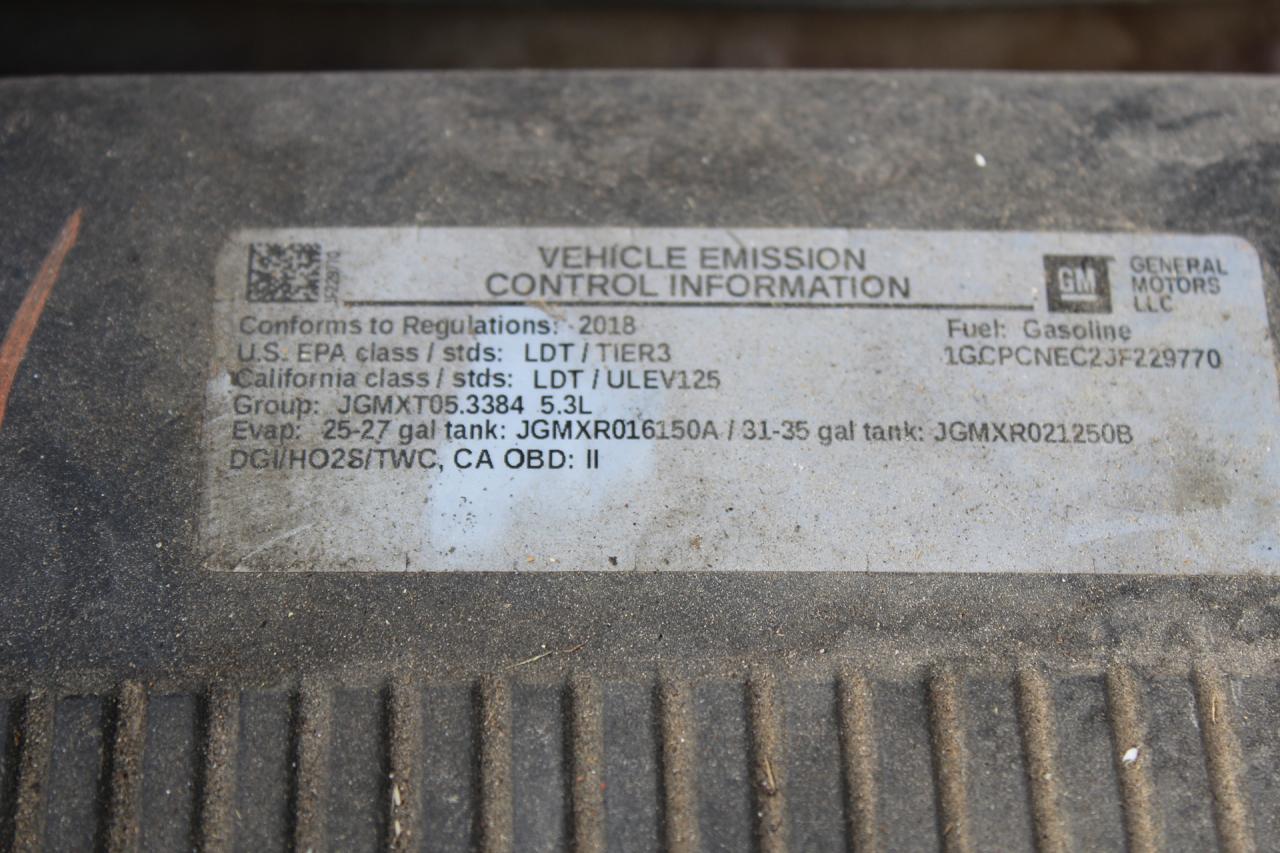 VEHICLE EMISSION
CONTROL INFORMATION
GM
GENERAL
MOTORS
LLC
Conforms to Regulations: 2018
Fuel: Gasoline
U.S. EPA class / stds: LDT / TIER3
1GCPCNEC2JF229770
California class / stds: LDT / ULEV125
Group: JGMXT05.3384 5.3L
Evap: 25-27 gal tank: JGMXR016150A / 31-35 gal tank: JGMXR021250B
DGI/HO2S/TWC, CA OBD: II